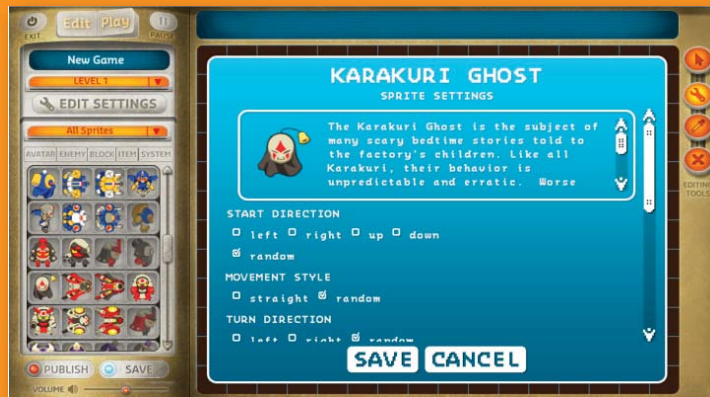 EXIT
Edit Play
PAUSE
New Game
LEVEL 1
EDIT SETTINGS
All Sprites
AVATAR ENEMY BLOCK ITEM SYSTEM
PUBLISH SAVE
VOLUME
KARAKURI GHOST
SPRITE SETTINGS
The Karakuri Ghost is the subject of
many scary bedtime stories told to
the factory's children. Like all
Karakuri, their behavior is
unpredictable and erratic. Worse
START DIRECTION
left right up down
random
MOVEMENT STYLE
straight random
TURN DIRECTION
left right random
SAVE CANCEL
EDITING
TOOLS